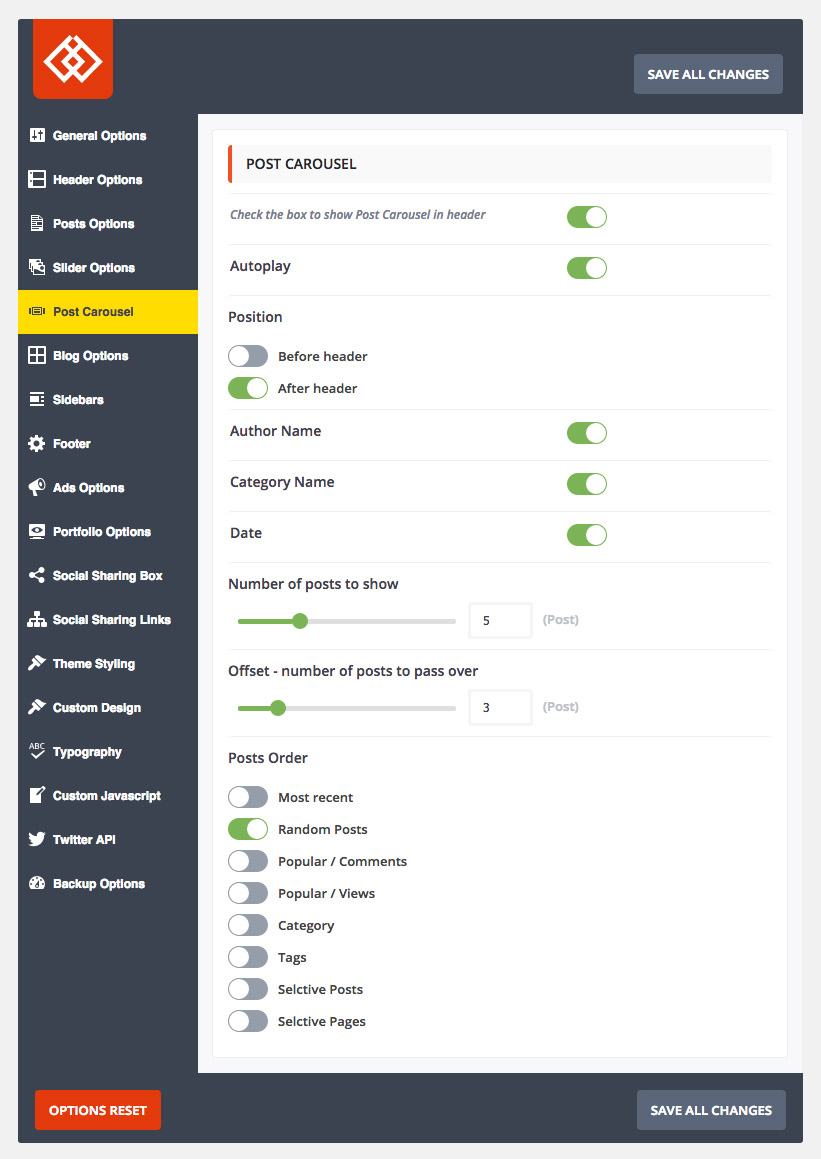 SAVE ALL CHANGES
General Options
Header Options
Posts Options
Slider Options
Post Carousel
Blog Options
Sidebars
Footer
Ads Options
Portfolio Options
Social Sharing Box
Social Sharing Links
Theme Styling
Custom Design
ABC
Typography
Custom Javascript
Twitter API
Backup Options
POST CAROUSEL
Check the box to show Post Carousel in header
Autoplay
Position
Before header
After header
Author Name
Category Name
Date
Number of posts to show
5 (Post)
Offset - number of posts to pass over
3 (Post)
Posts Order
Most recent
Random Posts
Popular / Comments
Popular / Views
Category
Tags
Selctive Posts
Selctive Pages
OPTIONS RESET
SAVE ALL CHANGES